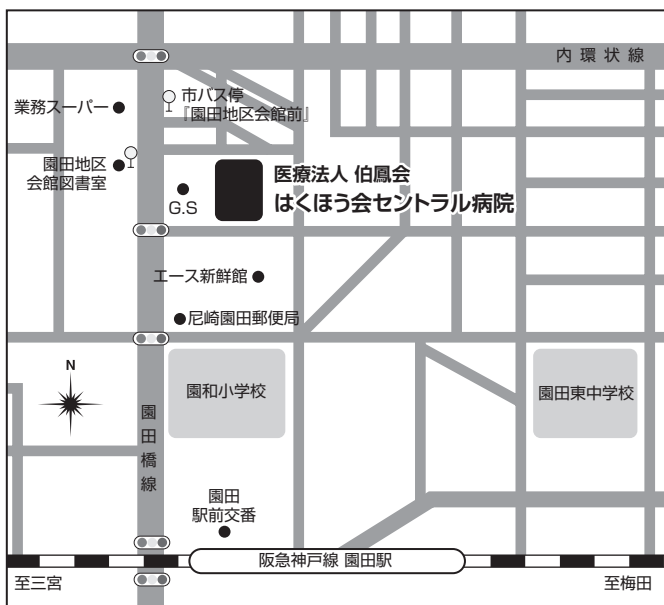 内環状線
業務スーパー
市バス停
『園田地区会館前』
園田地区
会館図書室
医療法人 伯鳳会
はくほう会セントラル病院
G.S
エース新鮮館
尼崎園田郵便局
N
園和小学校
園田東中学校
園田橋線
園田
駅前交番
阪急神戸線 園田駅
至三宮
至梅田